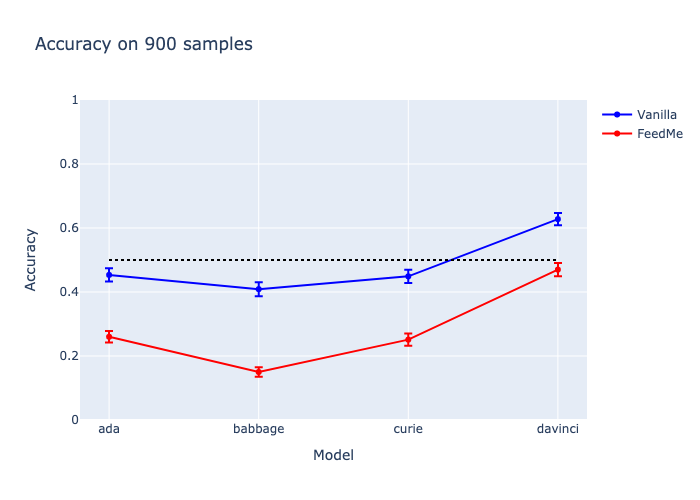 Accuracy on 900 samples
Vanilla
FeedMe
1
0.8
0.6
0.4
0.2
0
Accuracy
ada
babbage
curie
davinci
Model